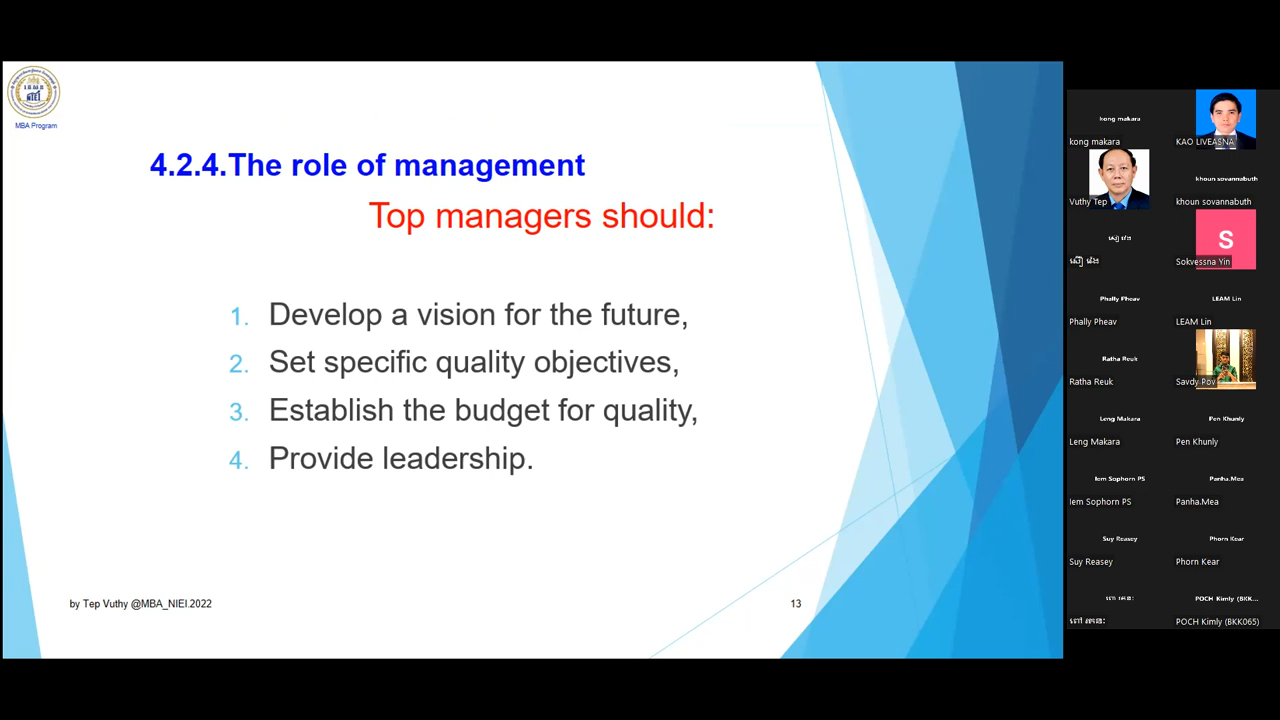 NIEI
MBA Program
4.2.4.The role of management
Top managers should:
1. Develop a vision for the future,
2. Set specific quality objectives,
3. Establish the budget for quality,
4. Provide leadership.
by Tep Vuthy @MBA_NIEI.2022
13
kong makara
kong makara
KAO LIVEASNA
Vuthy Tep
khoun sovannabuth
khoun sovannabuth
S
Sokvessna Yin
Phally Pheav
Phally Pheav
LEAM Lin
LEAM Lin
Ratha Reuk
Ratha Reuk
Savdy Pov
Leng Makara
Leng Makara
Pen Khunly
Pen Khunly
Iem Sophorn PS
Iem Sophorn PS
Panha.Mea
Panha.Mea
Suy Reasey
Suy Reasey
Phorn Kear
Phorn Kear
POCH Kimly (BKK...
POCH Kimly (BKK065)